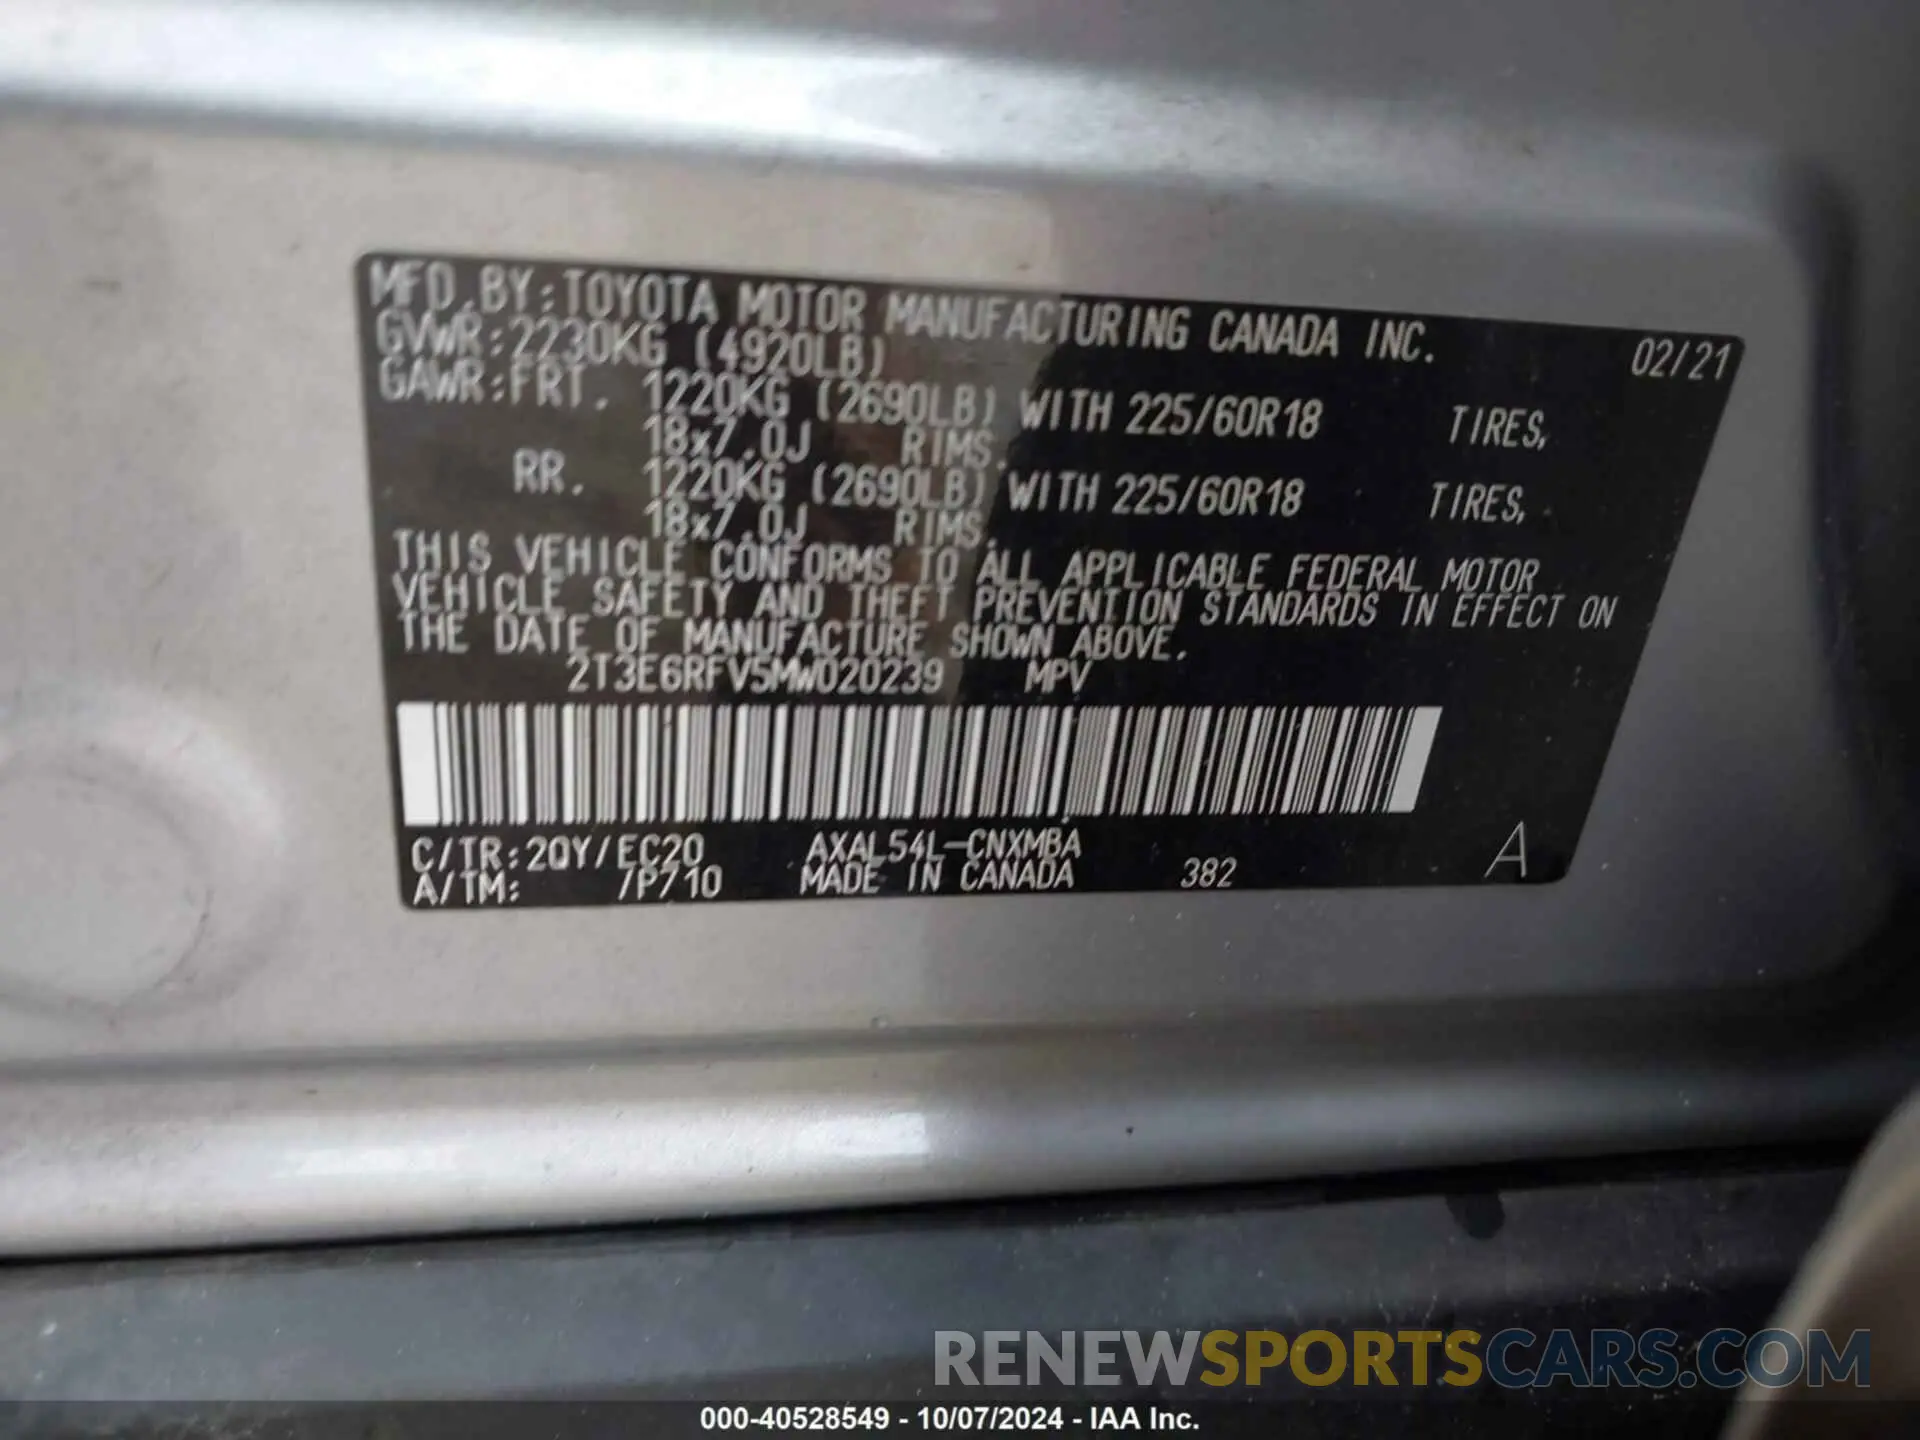 MFD.BY:TOYOTA MOTOR MANUFACTURING CANADA INC. 02/21
GVWR:2230KG (4920LB)
GAWR:FRT. 1220KG (2690LB) WITH 225/60R18 TIRES,
18x7.0J RIMS.
RR. 1220KG (2690LB) WITH 225/60R18 TIRES,
18x7.0J RIMS.
THIS VEHICLE CONFORMS TO ALL APPLICABLE FEDERAL MOTOR
VEHICLE SAFETY AND THEFT PREVENTION STANDARDS IN EFFECT ON
THE DATE OF MANUFACTURE SHOWN ABOVE.
2T3E6RFV5MW020239 MPV
C/TR:2QY/EC20 AXAL54L-CNXMBA
A/TM: /P710 MADE IN CANADA 382 A
RENEWSPORTSCARS.COM
000-40528549 - 10/07/2024 - IAA Inc.